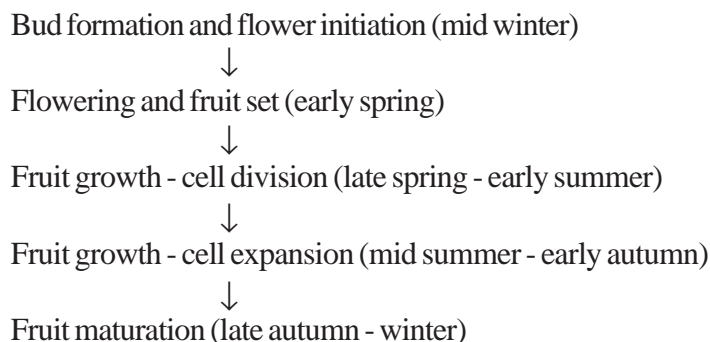 Bud formation and flower initiation (mid winter)
↓
Flowering and fruit set (early spring)
↓
Fruit growth - cell division (late spring - early summer)
↓
Fruit growth - cell expansion (mid summer - early autumn)
↓
Fruit maturation (late autumn - winter)